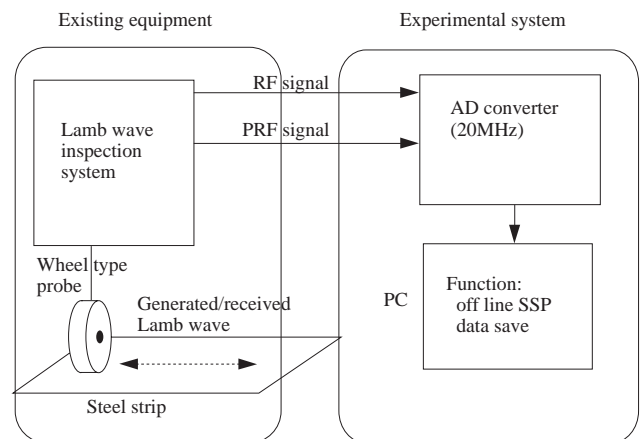 Existing equipment
Experimental system
RF signal
PRF signal
Lamb wave
inspection
system
AD converter
(20MHz)
Wheel type
probe
Generated/received
Lamb wave
Steel strip
PC
Function:
off line SSP
data save